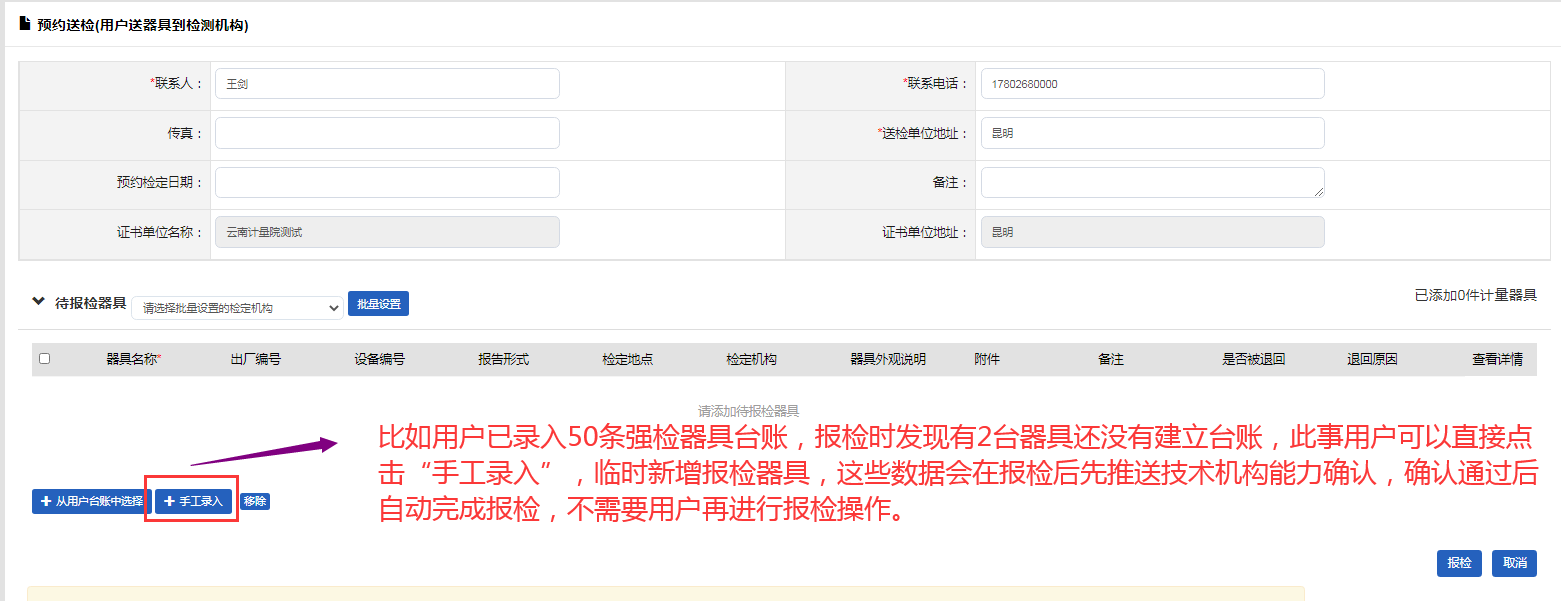 预约送检(用户送器具到检测机构)
*联系人： 王剑 *联系电话： 17802680000
传真： *送检单位地址： 昆明
预约检定日期： 备注：
证书单位名称： 云南计量院测试 证书单位地址： 昆明
待报检器具 请选择批量设置的检定机构 批量设置 已添加0件计量器具
器具名称* 出厂编号 设备编号 报告形式 检定地点 检定机构 器具外观说明 附件 备注 是否被退回 退回原因 查看详情
请添加待报检器具
比如用户已录入50条强检器具台账，报检时发现有2台器具还没有建立台账，此事用户可以直接点
击“手工录入”，临时新增报检器具，这些数据会在报检后先推送技术机构能力确认，确认通过后
自动完成报检，不需要用户再进行报检操作。
从用户台账中选择 手工录入 移除
报检 取消